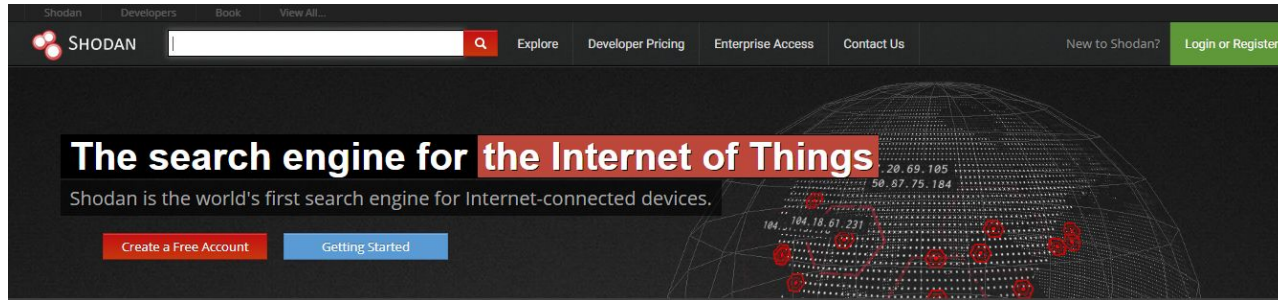 Shodan Developers Book View All...
SHODAN Explore Developer Pricing Enterprise Access Contact Us New to Shodan? Login or Register
The search engine for the Internet of Things
Shodan is the world's first search engine for Internet-connected devices.
.20.69.105
50.87.75.184
104.18.61.231
104.
Create a Free Account Getting Started